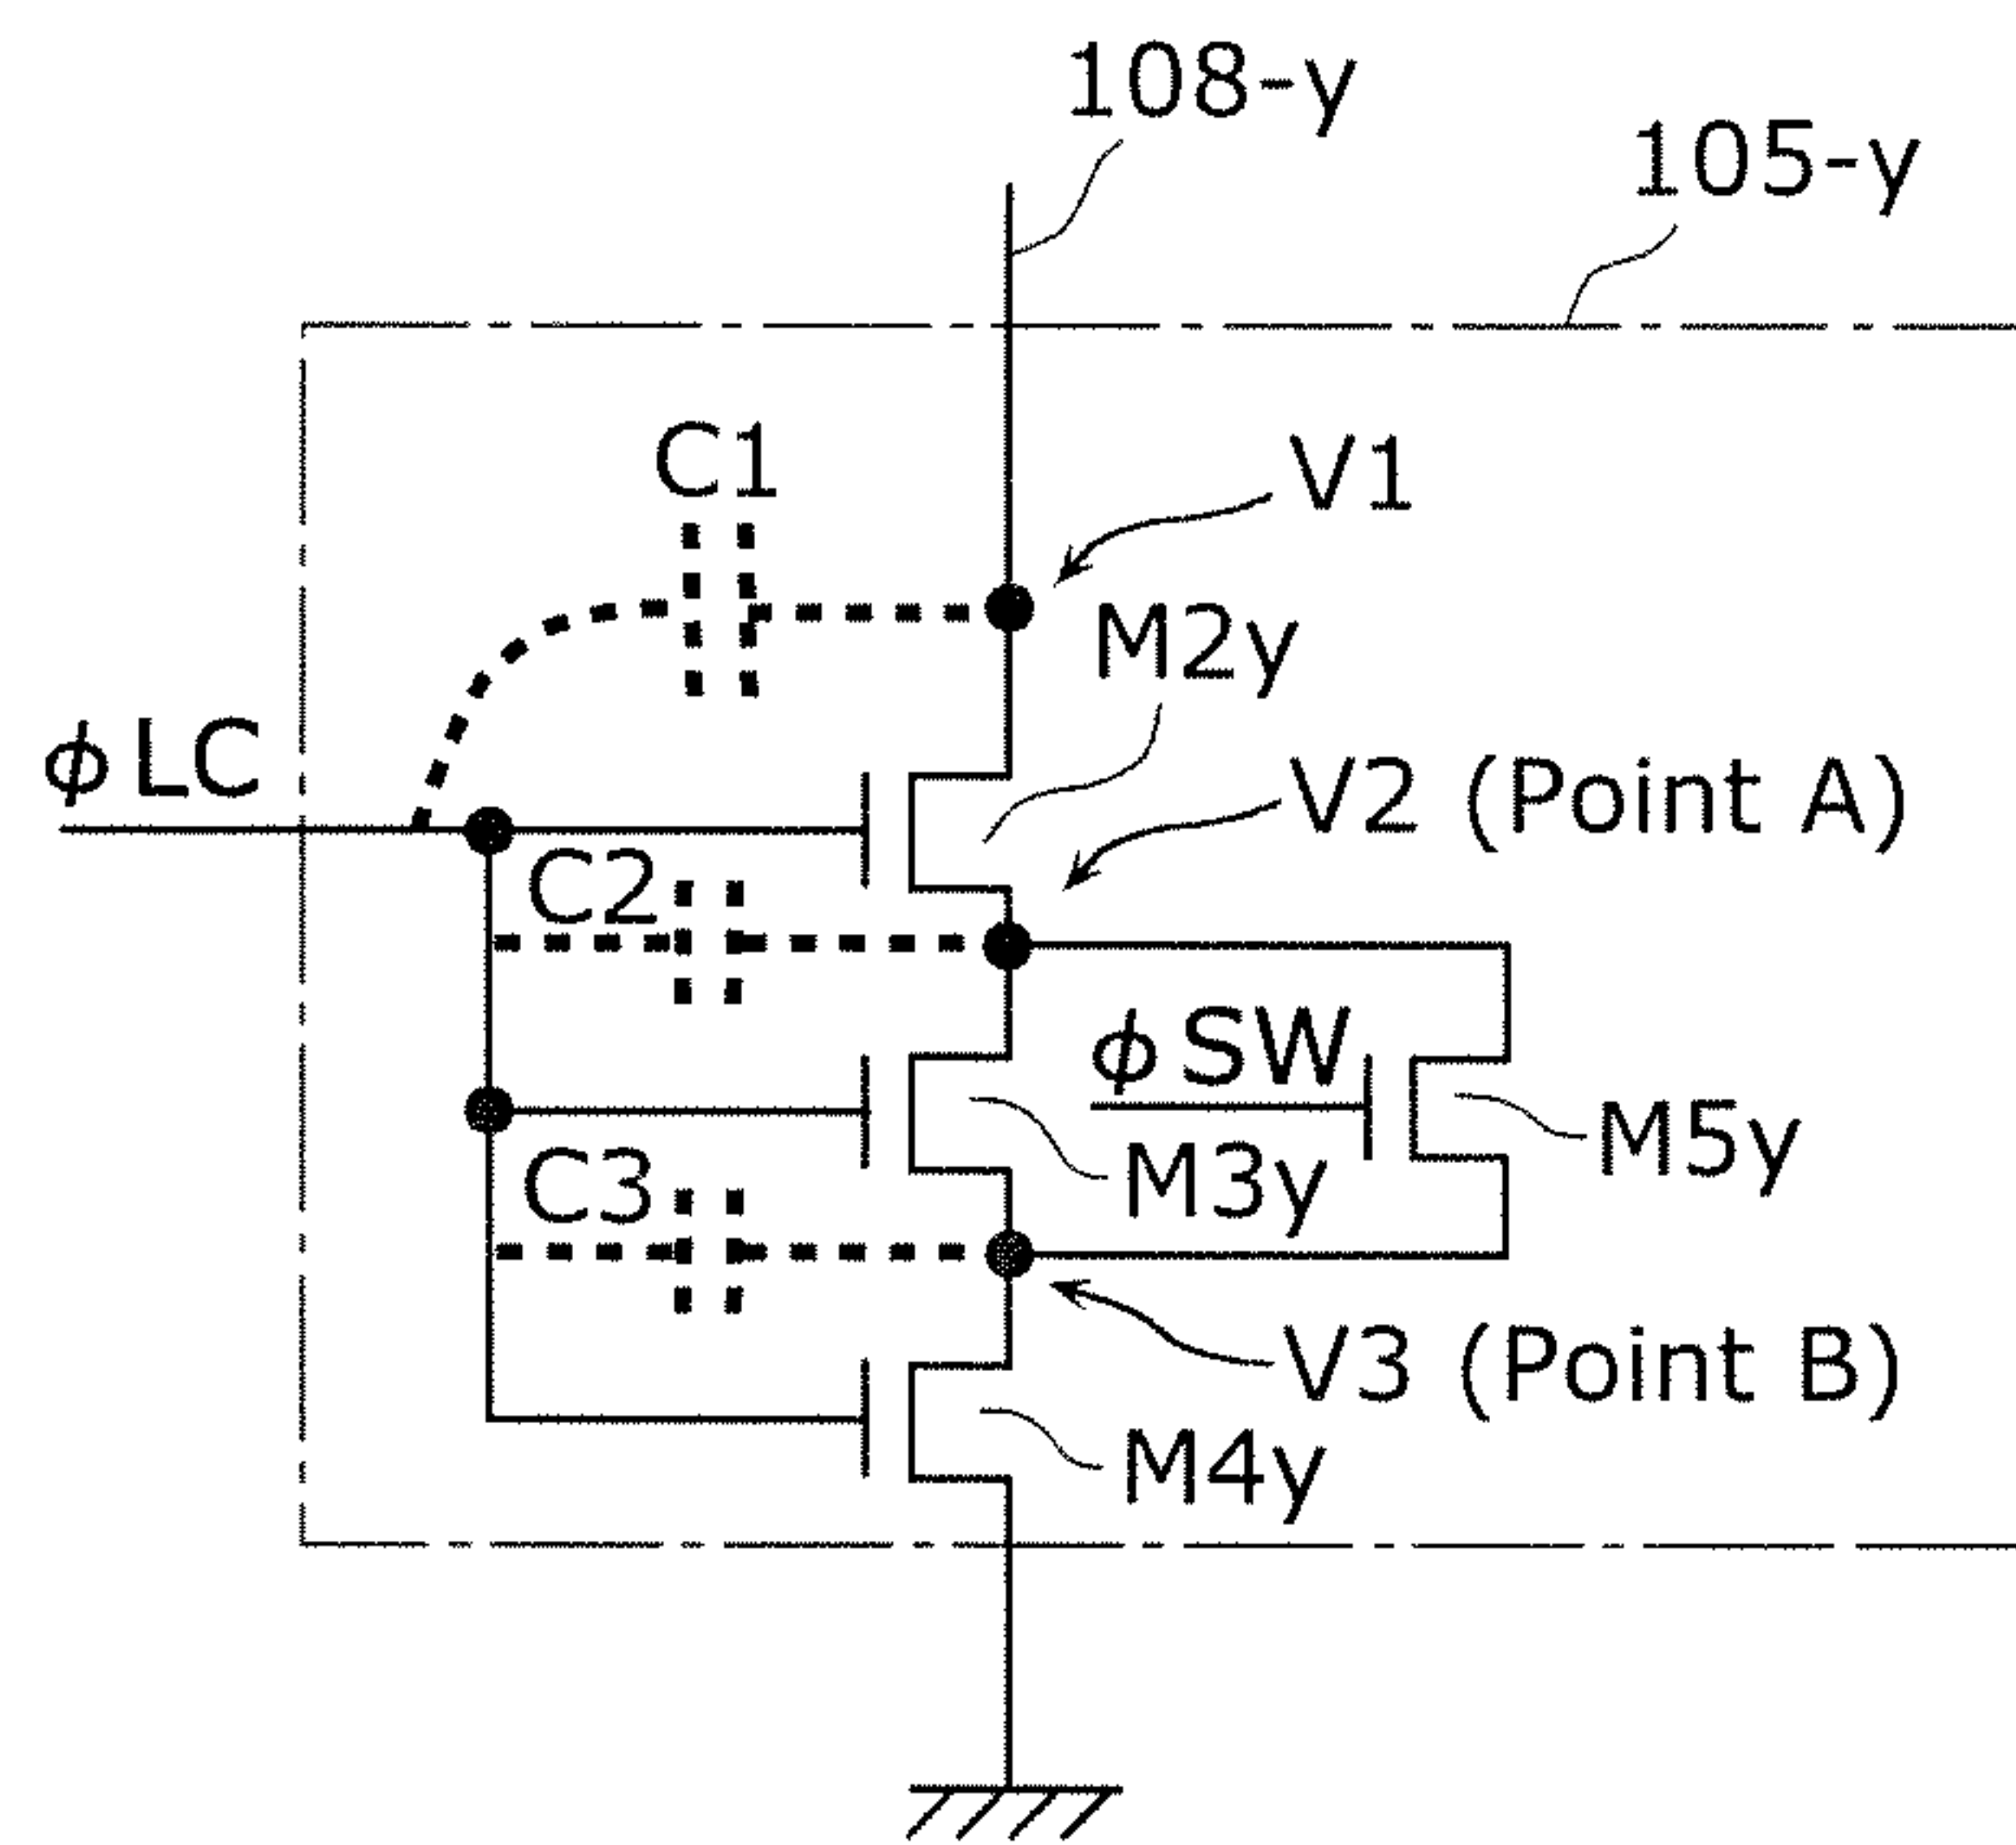 108-y
105-y
C1
V1
M2y
ϕLC
V2 (Point A)
C2
ϕSW
M5y
M3y
C3
V3 (Point B)
M4y